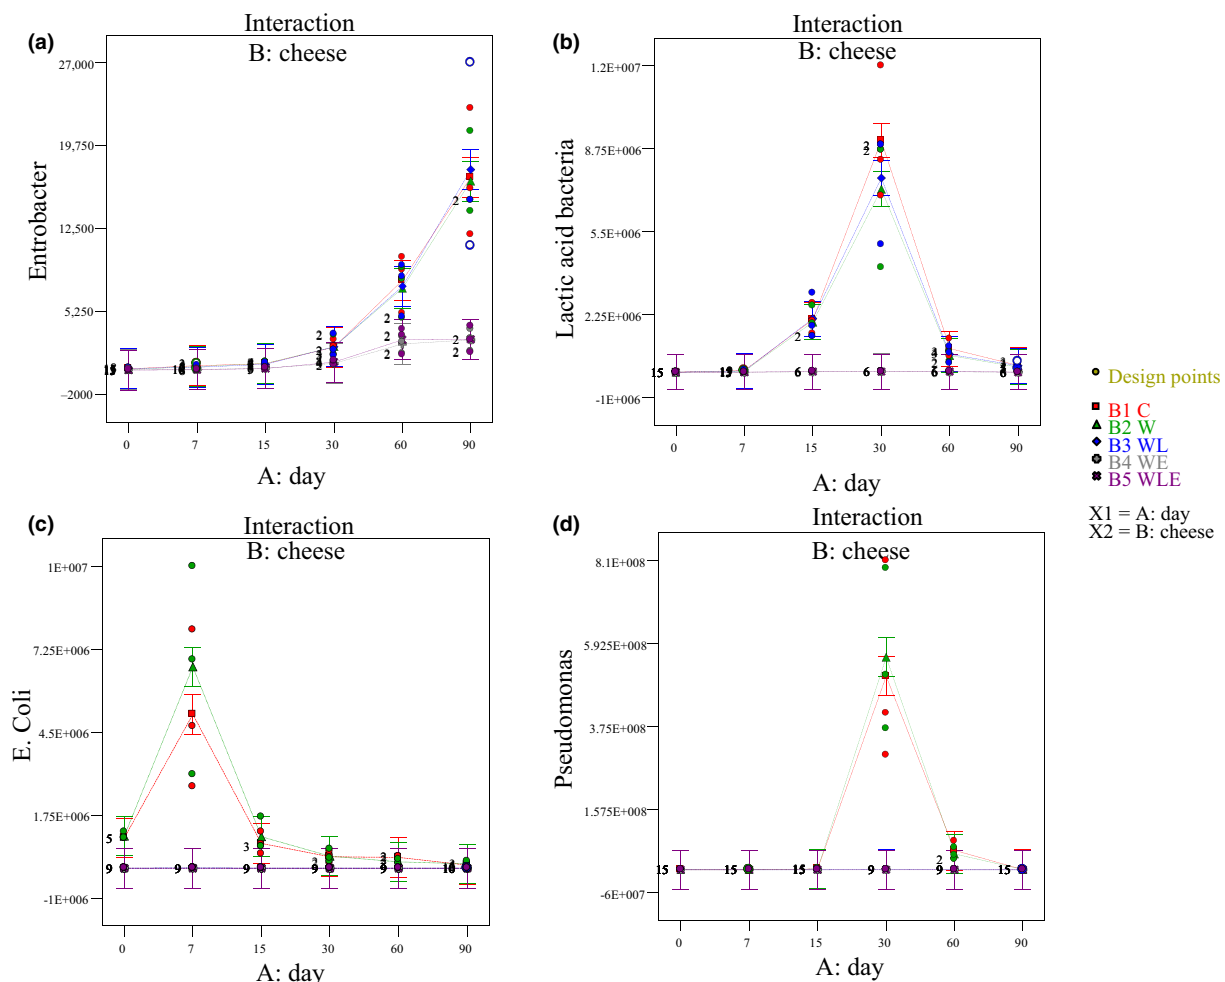 (a)
Interaction
B: cheese
27,000
19,750
12,500
5,250
–2000
Entrobacter
0 7 15 30 60 90
A: day
(b)
Interaction
B: cheese
1.2E+007
8.75E+006
5.5E+006
2.25E+006
-1E+006
Lactic acid bacteria
0 7 15 30 60 90
A: day
Design points
B1 C
B2 W
B3 WL
B4 WE
B5 WLE
X1 = A: day
X2 = B: cheese
(c)
Interaction
B: cheese
1E+007
7.25E+006
4.5E+006
1.75E+006
-1E+006
E. Coli
0 7 15 30 60 90
A: day
(d)
Interaction
B: cheese
8.1E+008
5.925E+008
3.75E+008
1.575E+008
-6E+007
Pseudomonas
0 7 15 30 60 90
A: day